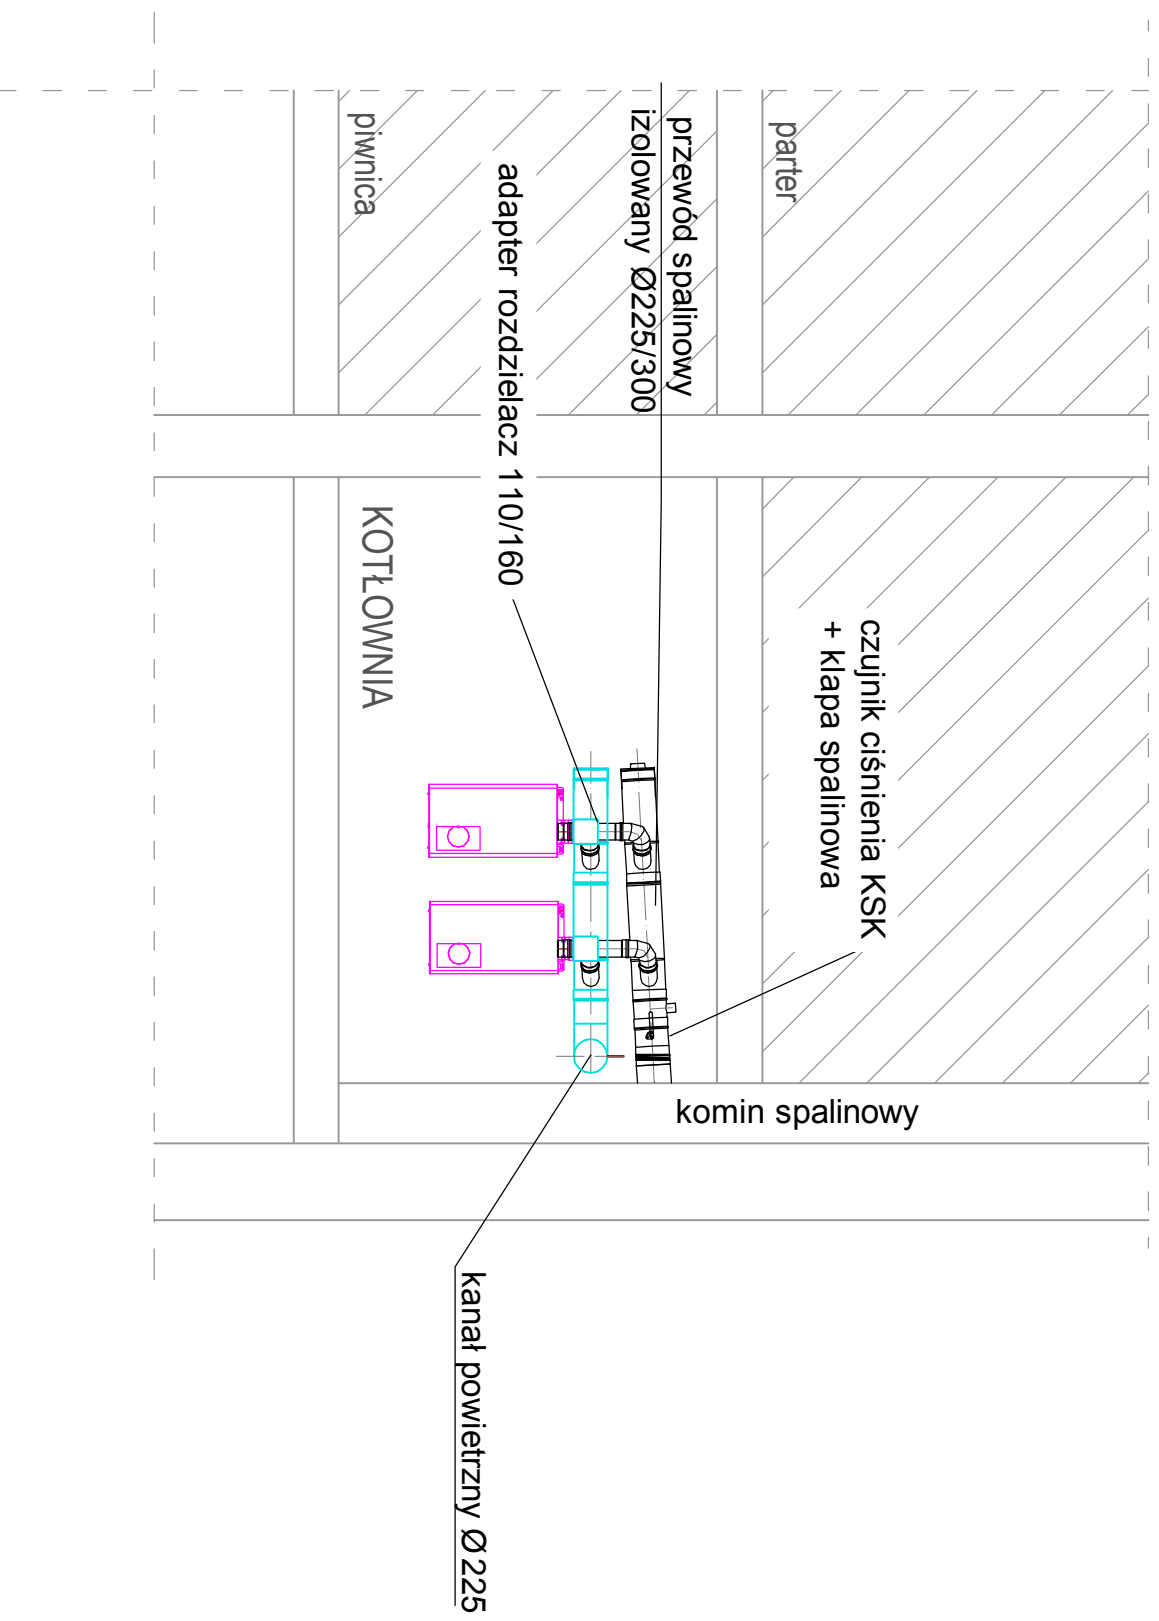 parter
piwnica
przewód spalinowy
izolowany Ø225/300
adapter rozdzielacz 110/160
KOTŁOWNIA
czujnik ciśnienia KSK
+ klapa spalinowa
komin spalinowy
kanał powietrzny Ø225